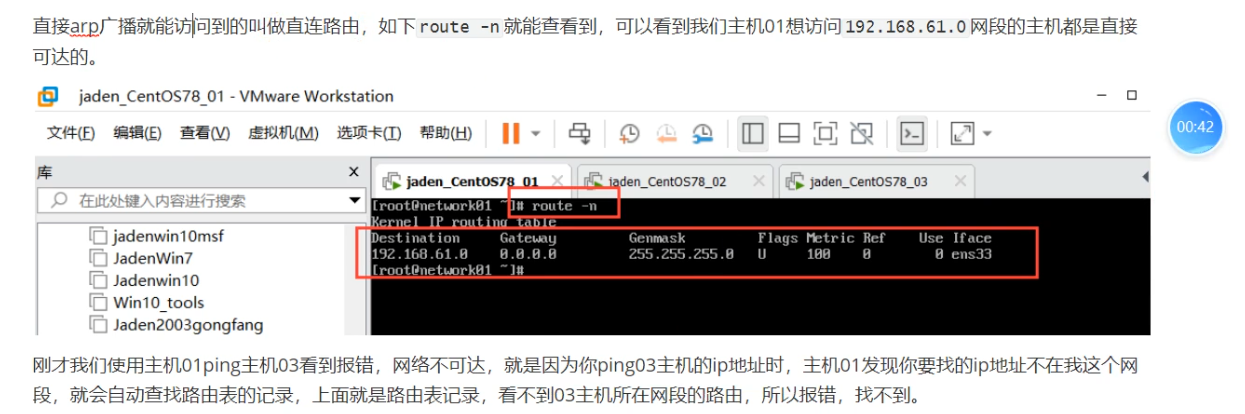 直接arp广播就能访问到的叫做直连路由，如下 route -n 就能查看到，可以看到我们主机01想访问 192.168.61.0 网段的主机都是直接
可达的。
jaden_CentOS78_01 - VMware Workstation
文件(F) 编辑(E) 查看(V) 虚拟机(M) 选项卡(T) 帮助(H)
00:42
库
jaden_CentOS78_01
jaden_CentOS78_02
jaden_CentOS78_03
在此处键入内容进行搜索
jadenwin10msf
JadenWin7
Jadenwin10
Win10_tools
Jaden2003gongfang
[root@network01 ~]# route -n
Kernel IP routing table
Destination Gateway Genmask Flags Metric Ref Use Iface
192.168.61.0 0.0.0.0 255.255.255.0 U 100 0 0 ens33
[root@network01 ~]#
刚才我们使用主机01ping主机03看到报错，网络不可达，就是因为你ping03主机的ip地址时，主机01发现你要找的ip地址不在我这个网
段，就会自动查找路由表的记录，上面就是路由表记录，看不到03主机所在网段的路由，所以报错，找不到。